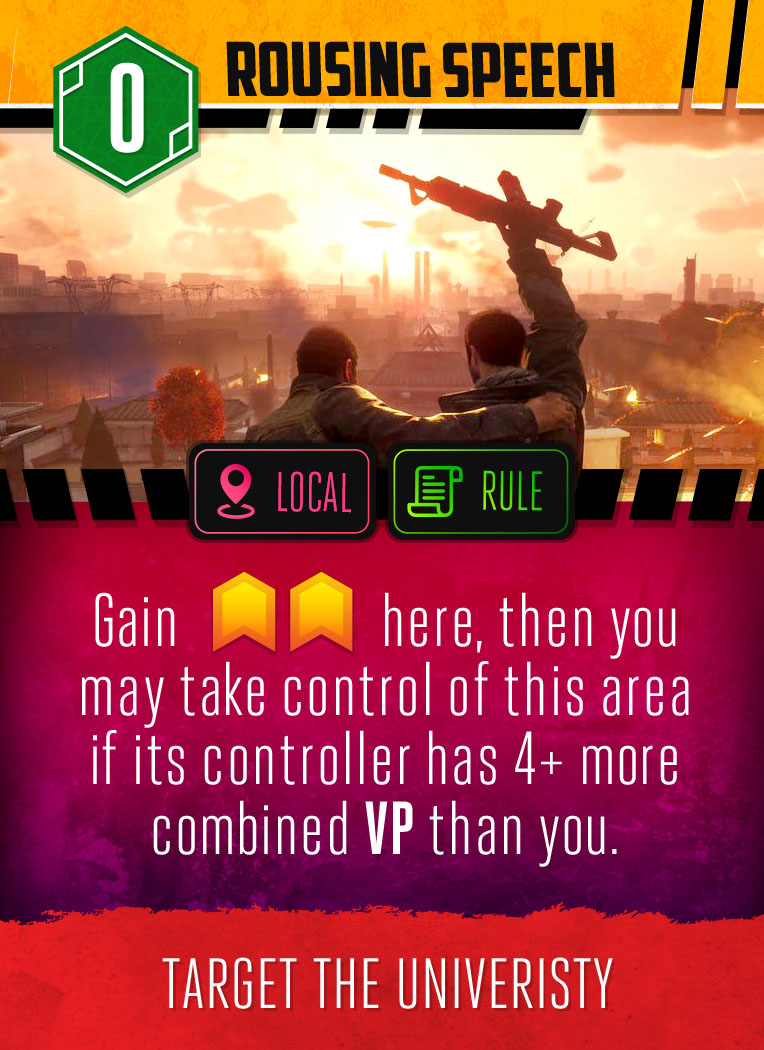 0
ROUSING SPEECH
LOCAL
RULE
Gain here, then you
may take control of this area
if its controller has 4+ more
combined VP than you.
TARGET THE UNIVERISTY